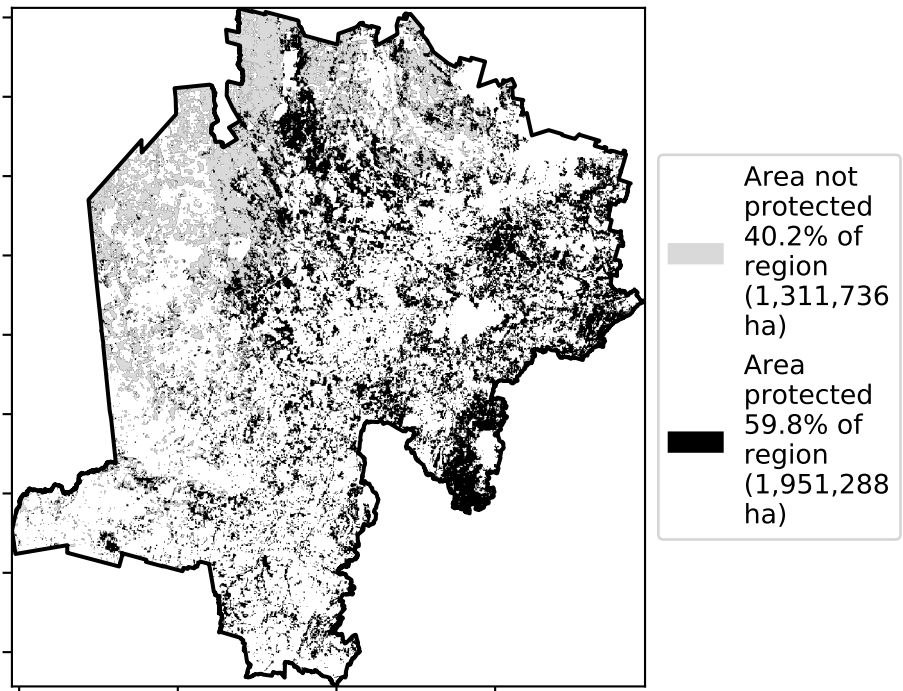 Area not
protected
40.2% of
region
(1,311,736
ha)
Area
protected
59.8% of
region
(1,951,288
ha)